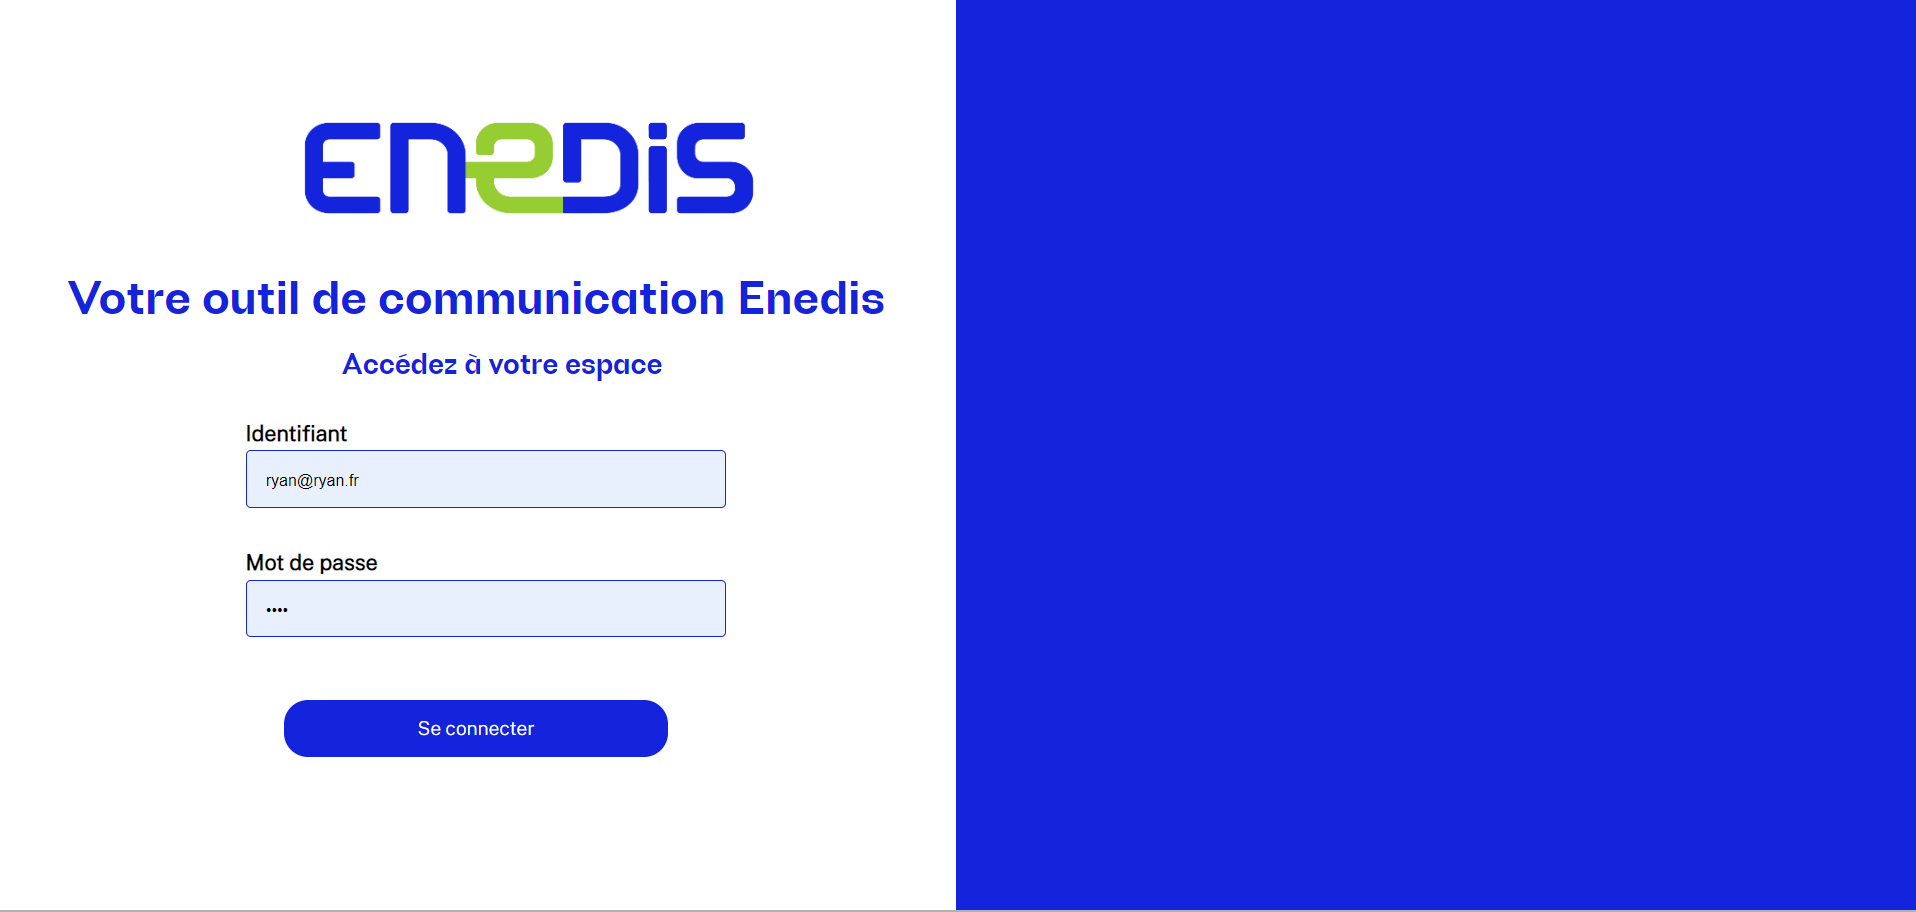 ENEDIS
Votre outil de communication Enedis
Accédez à votre espace
Identifiant
ryan@ryan.fr
Mot de passe
••••
Se connecter